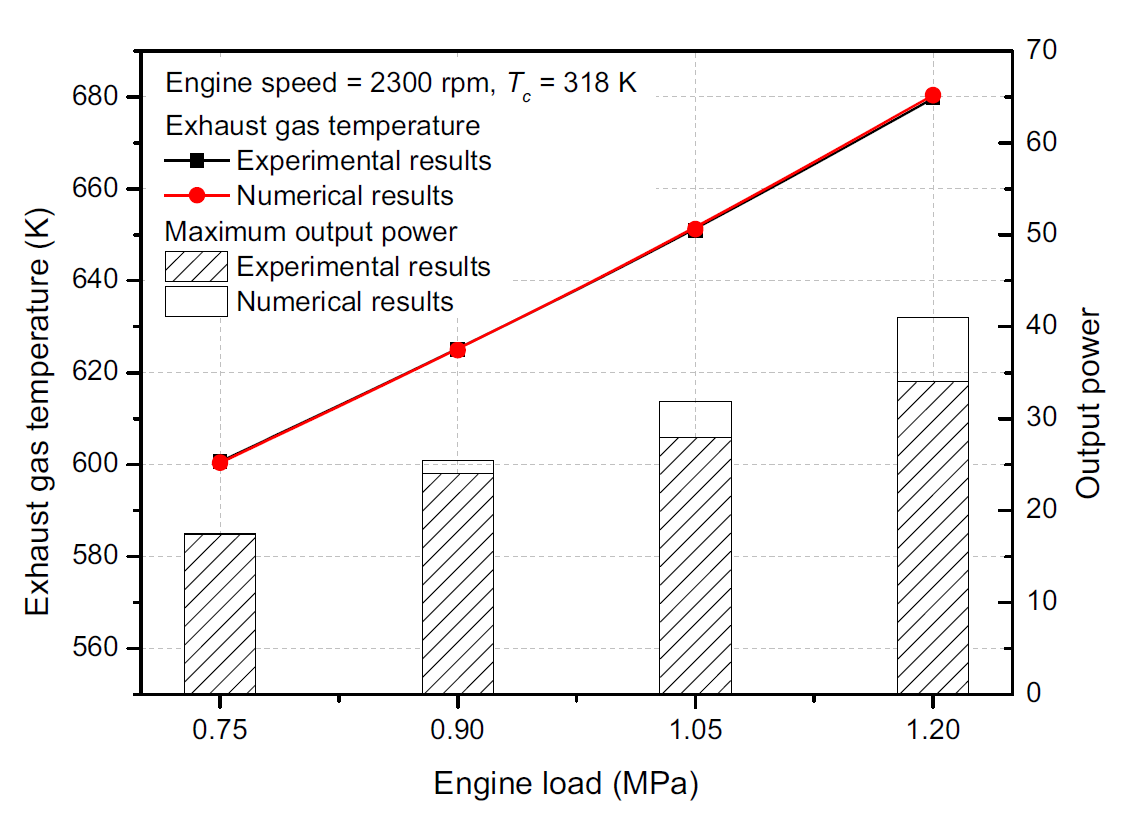 Engine speed = 2300 rpm, Tc = 318 K
Exhaust gas temperature
Experimental results
Numerical results
Maximum output power
Experimental results
Numerical results
Exhaust gas temperature (K)
680
660
640
620
600
580
560
70
60
50
40
30
20
10
0
Output power
0.75 0.90 1.05 1.20
Engine load (MPa)